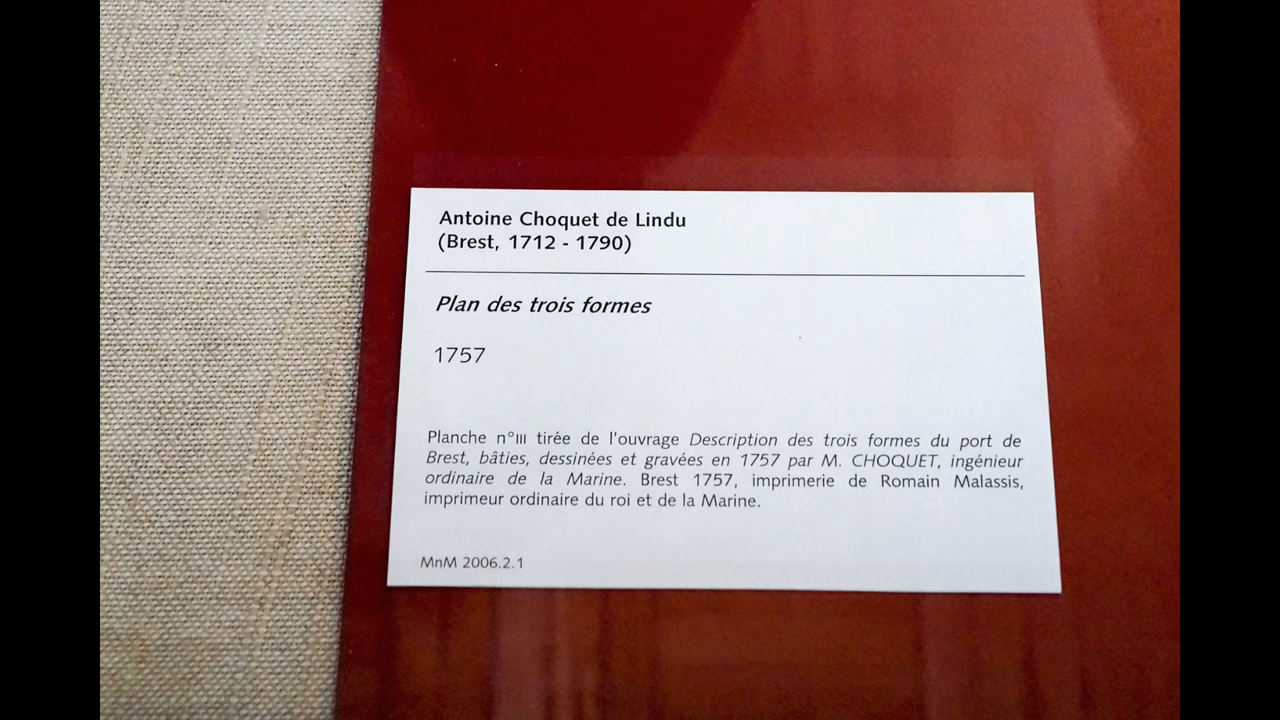 Antoine Choquet de Lindu
(Brest, 1712 - 1790)
Plan des trois formes
1757
Planche n°III tirée de l'ouvrage Description des trois formes du port de
Brest, bâties, dessinées et gravées en 1757 par M. CHOQUET, ingénieur
ordinaire de la Marine. Brest 1757, imprimerie de Romain Malassis,
imprimeur ordinaire du roi et de la Marine.
MnM 2006.2.1